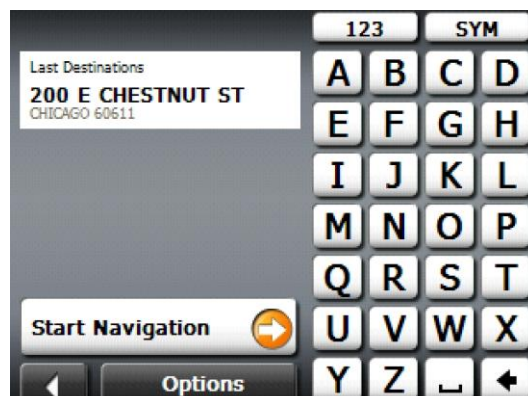 123 SYM
Last Destinations
200 E CHESTNUT ST
CHICAGO 60611
A B C D
E F G H
I J K L
M N O P
Q R S T
Start Navigation
U V W X
Options
Y Z